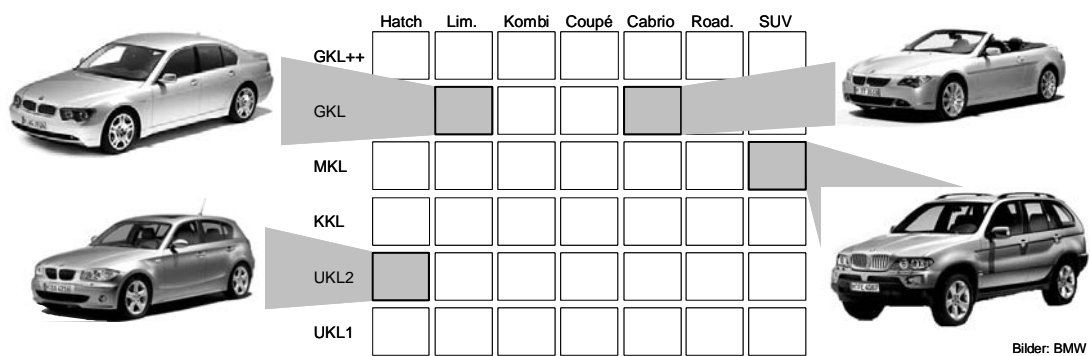 Hatch Lim. Kombi Coupé Cabrio Road. SUV
GKL++
GKL
MKL
KKL
UKL2
UKL1
Bilder: BMW